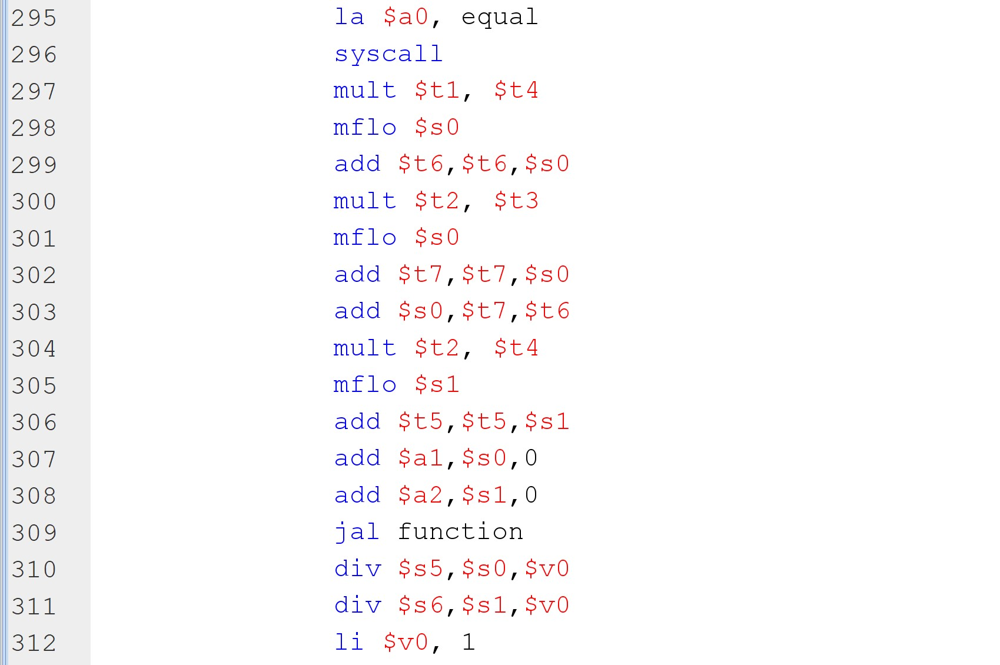 295 la $a0, equal
296 syscall
297 mult $t1, $t4
298 mflo $s0
299 add $t6,$t6,$s0
300 mult $t2, $t3
301 mflo $s0
302 add $t7,$t7,$s0
303 add $s0,$t7,$t6
304 mult $t2, $t4
305 mflo $s1
306 add $t5,$t5,$s1
307 add $a1,$s0,0
308 add $a2,$s1,0
309 jal function
310 div $s5,$s0,$v0
311 div $s6,$s1,$v0
312 li $v0, 1